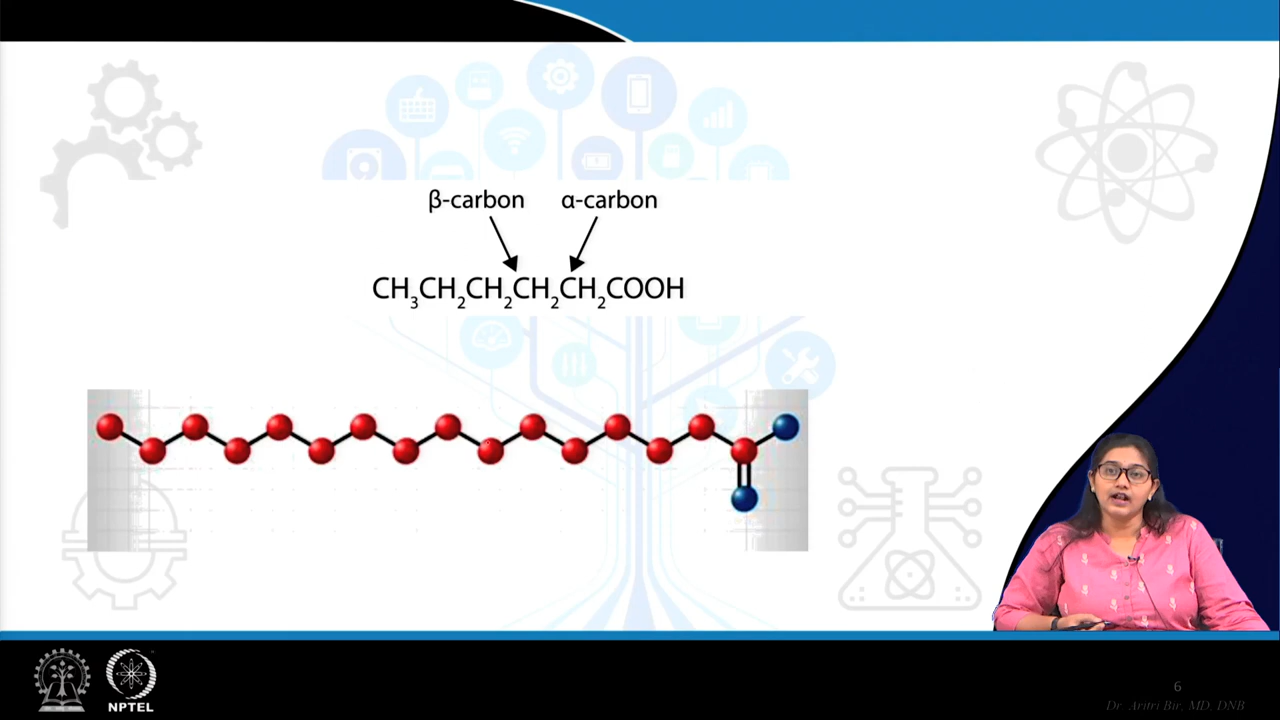 β-carbon α-carbon
CH₃CH₂CH₂CH₂CH₂COOH
NPTEL
6
Dr. Aritri Bir, MD, DNB